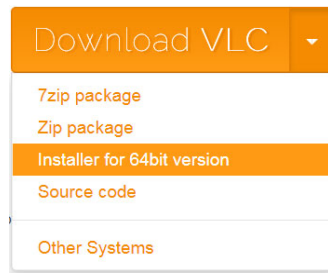 Download VLC
7zip package
Zip package
Installer for 64bit version
Source code
Other Systems